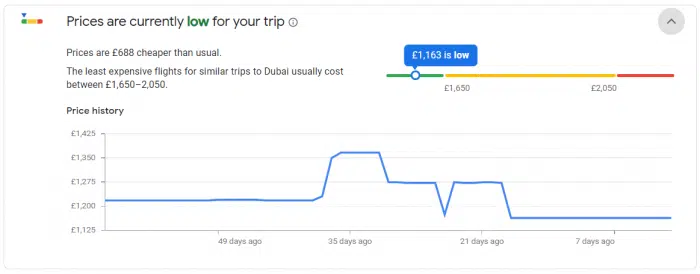 Prices are currently low for your trip
Prices are £688 cheaper than usual.
The least expensive flights for similar trips to Dubai usually cost
between £1,650–2,050.
£1,163 is low
£1,650
£2,050
Price history
£1,425
£1,350
£1,275
£1,200
£1,125
49 days ago
35 days ago
21 days ago
7 days ago